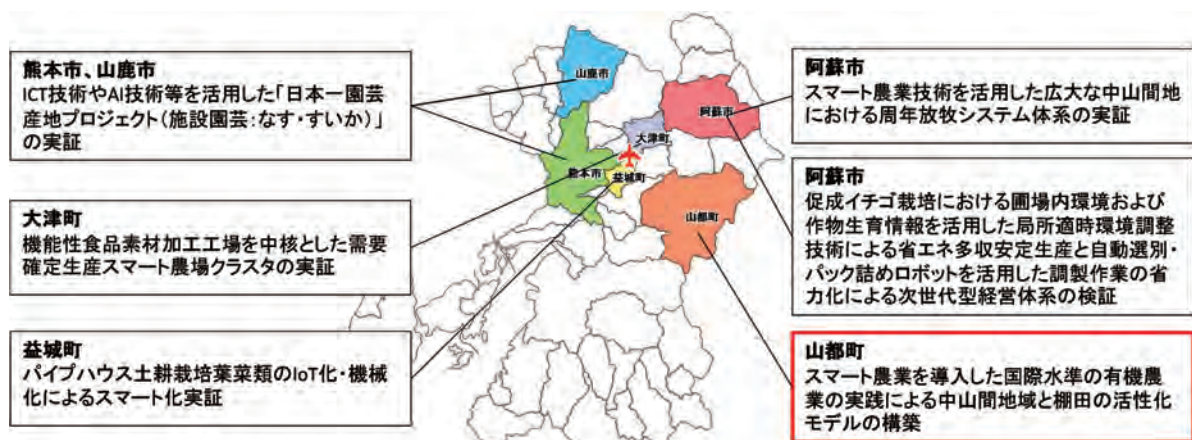 熊本市、山鹿市
ICT技術やAI技術等を活用した「日本一園芸
産地プロジェクト(施設園芸:なす・すいか)」
の実証
大津町
機能性食品素材加工工場を中核とした需要
確定生産スマート農場クラスタの実証
益城町
パイプハウス土耕栽培葉菜類のIoT化・機械
化によるスマート化実証
山鹿市
阿蘇市
大津町
熊本市
益城町
山都町
阿蘇市
スマート農業技術を活用した広大な中山間地
における周年放牧システム体系の実証
阿蘇市
促成イチゴ栽培における圃場内環境および
作物生育情報を活用した局所適時環境調整
技術による省エネ多収安定生産と自動選別・
パック詰めロボットを活用した調製作業の省
力化による次世代型経営体系の検証
山都町
スマート農業を導入した国際水準の有機農
業の実践による中山間地域と棚田の活性化
モデルの構築